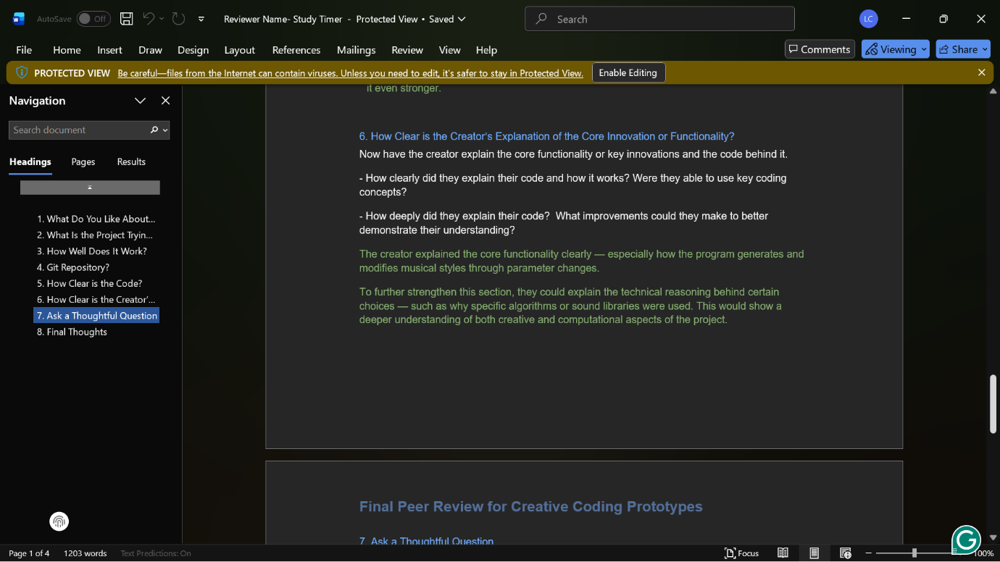 AutoSave Off Reviewer Name- Study Timer - Protected View • Saved Search LC
File Home Insert Draw Design Layout References Mailings Review View Help Comments Viewing Share
PROTECTED VIEW Be careful—files from the Internet can contain viruses. Unless you need to edit, it's safer to stay in Protected View. Enable Editing
Navigation
Search document
Headings Pages Results
1. What Do You Like About...
2. What Is the Project Tryin...
3. How Well Does It Work?
4. Git Repository?
5. How Clear is the Code?
6. How Clear is the Creator'...
7. Ask a Thoughtful Question
8. Final Thoughts
it even stronger.
6. How Clear is the Creator's Explanation of the Core Innovation or Functionality?
Now have the creator explain the core functionality or key innovations and the code behind it.
- How clearly did they explain their code and how it works? Were they able to use key coding
concepts?
- How deeply did they explain their code? What improvements could they make to better
demonstrate their understanding?
The creator explained the core functionality clearly — especially how the program generates and
modifies musical styles through parameter changes.
To further strengthen this section, they could explain the technical reasoning behind certain
choices — such as why specific algorithms or sound libraries were used. This would show a
deeper understanding of both creative and computational aspects of the project.
Final Peer Review for Creative Coding Prototypes
7. Ask a Thoughtful Question
Page 1 of 4 1203 words Text Predictions: On Focus 100%